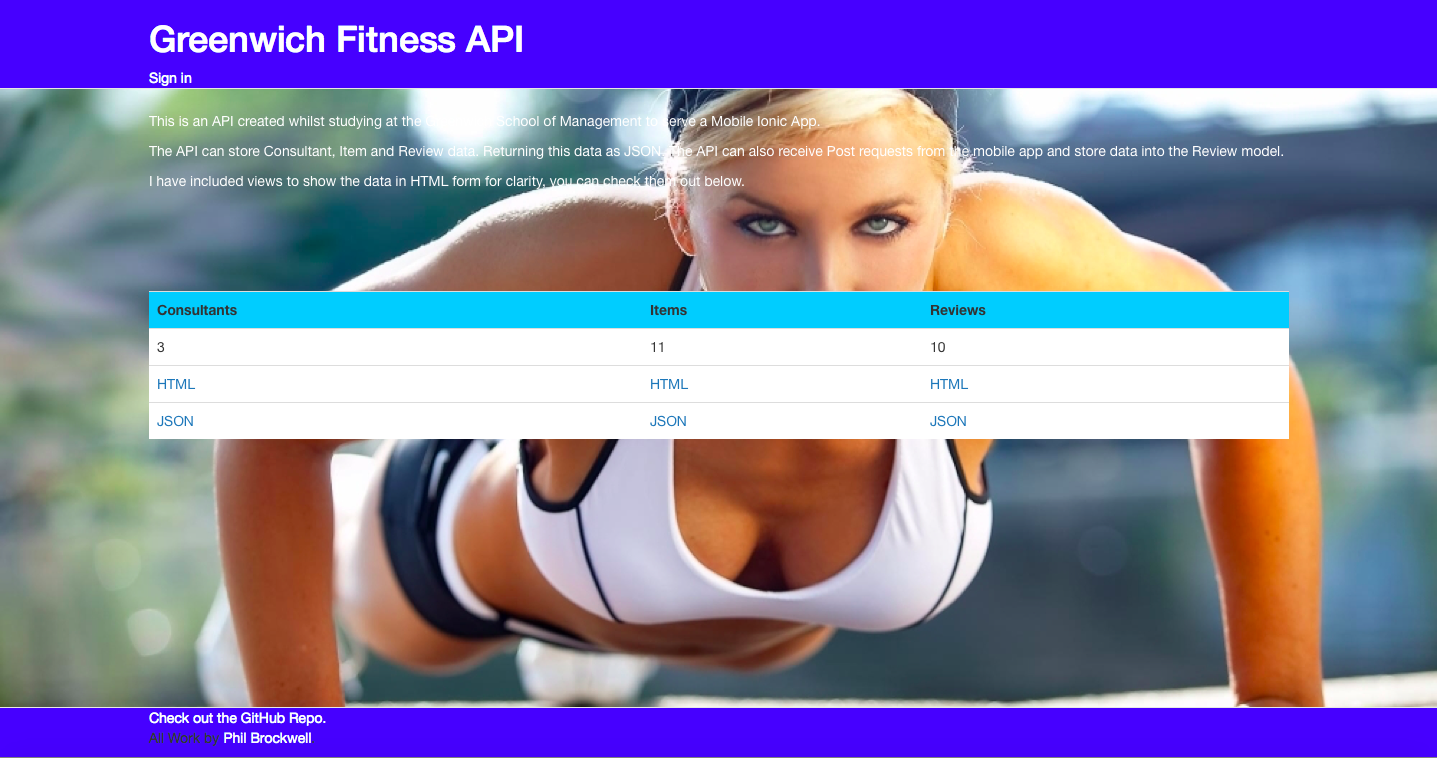 Greenwich Fitness API
Sign in
This is an API created whilst studying at the School of Management to serve a Mobile Ionic App.
The API can store Consultant, Item and Review data. Returning this data as JSON. The API can also receive Post requests from the mobile app and store data into the Review model.
I have included views to show the data in HTML form for clarity, you can check them out below.
Consultants Items Reviews
3 11 10
HTML HTML HTML
JSON JSON JSON
Check out the GitHub Repo.
All Work by Phil Brockwell